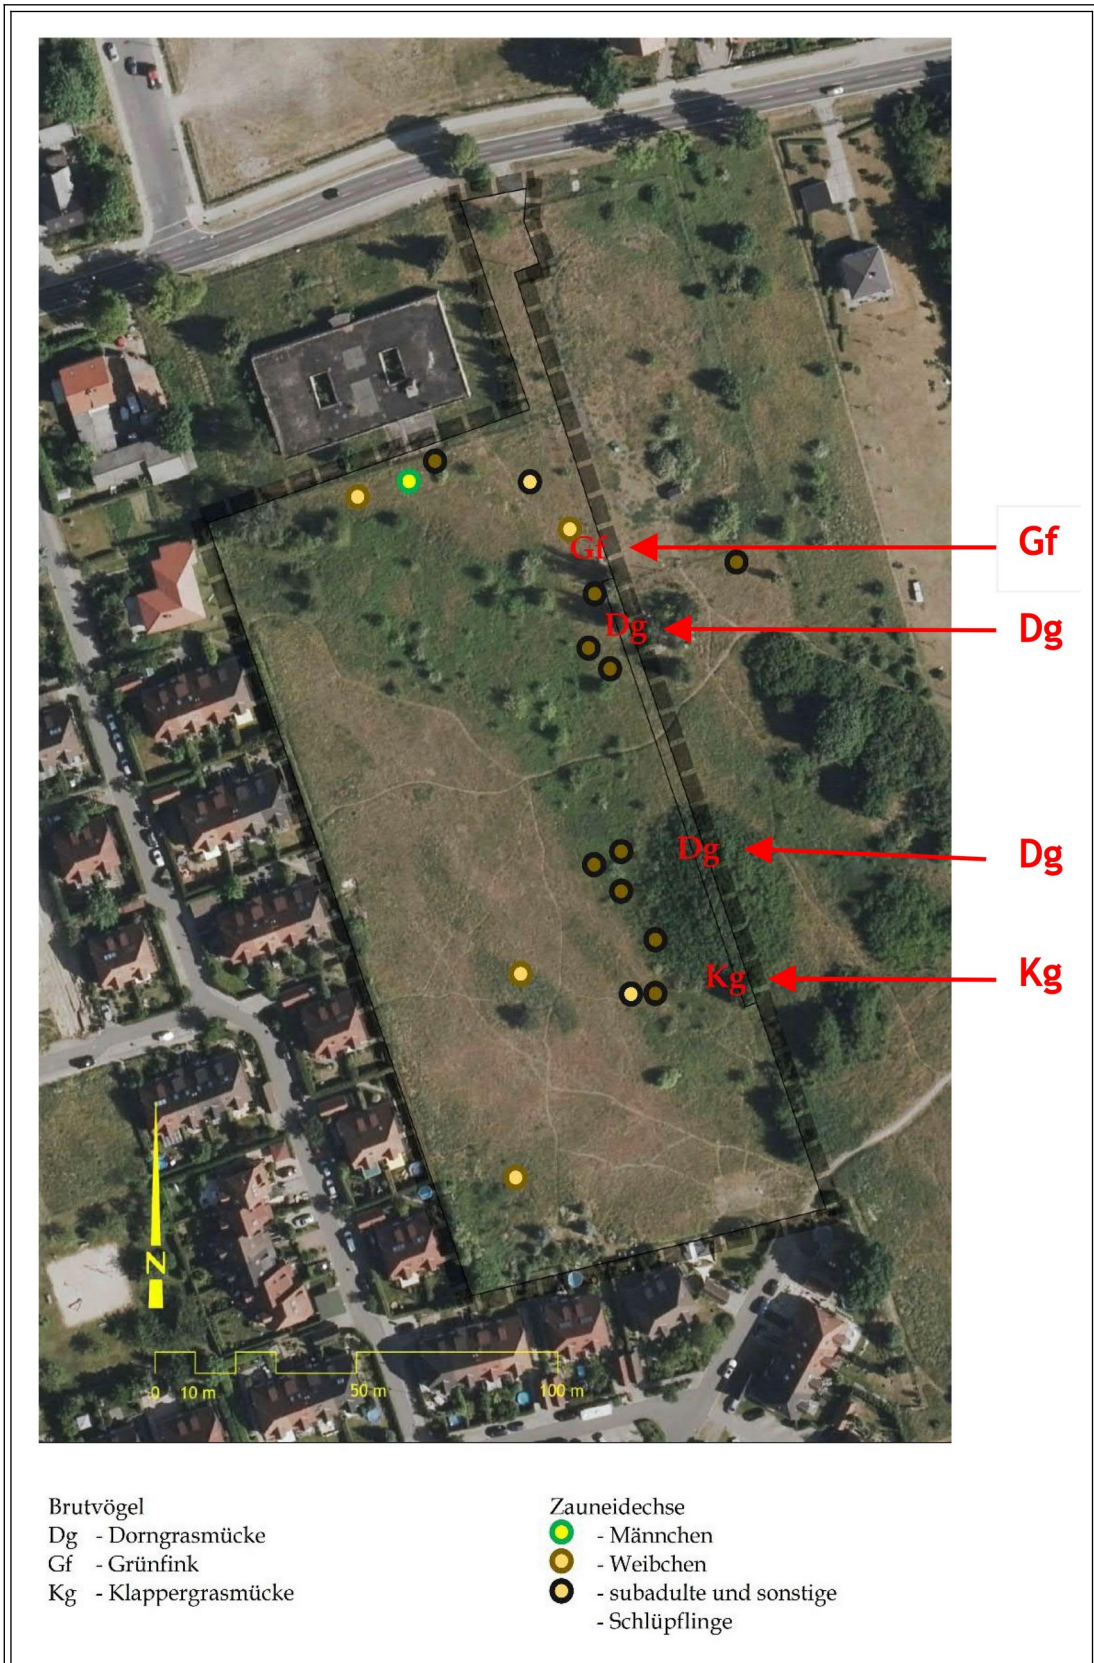 Gf
Gf
Dg
Dg
Dg
Dg
Kg
Kg
N
0 10 m 50 m 100 m
Brutvögel
Dg - Dorngrasmücke
Gf - Grünfink
Kg - Klappergrasmücke
Zauneidechse
- Männchen
- Weibchen
- subadulte und sonstige
- Schlüpflinge